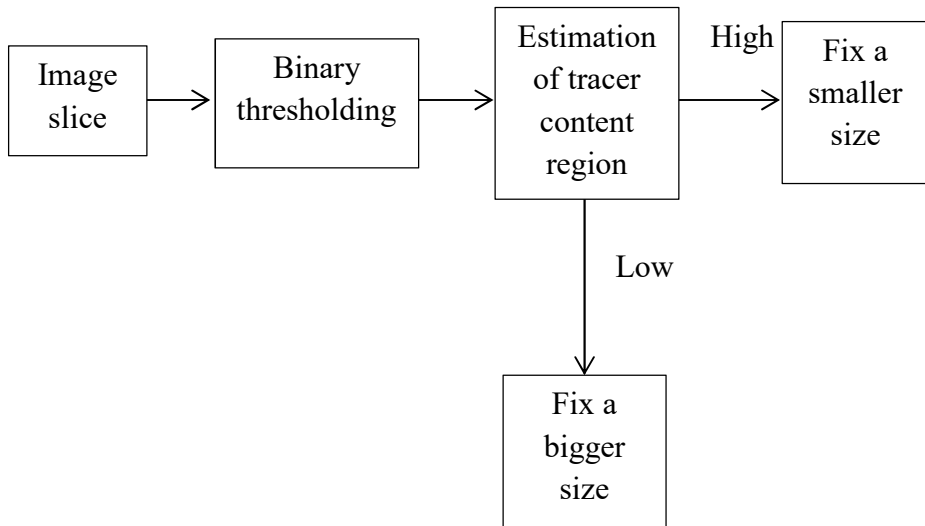 Image
slice
Binary
thresholding
Estimation
of tracer
content
region
High
Fix a
smaller
size
Low
Fix a
bigger
size